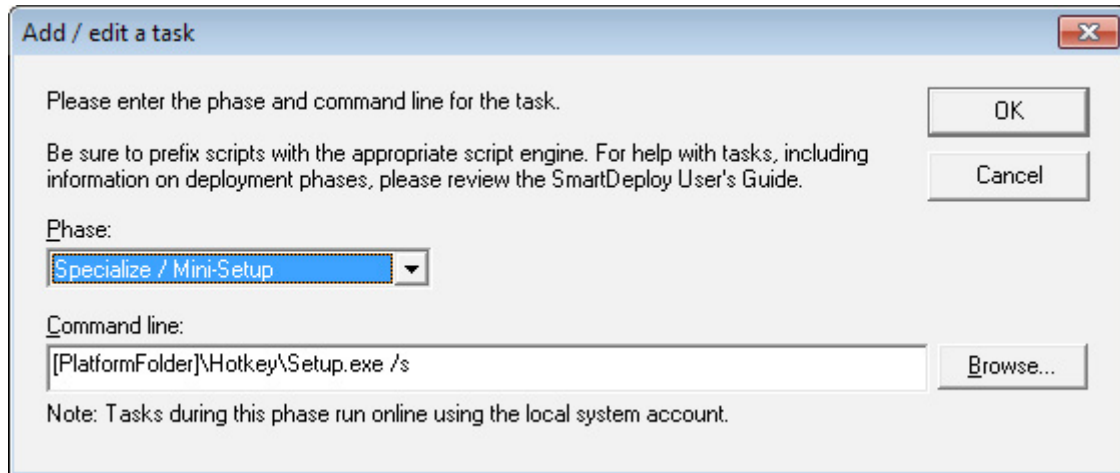 Add / edit a task
Please enter the phase and command line for the task.
OK
Be sure to prefix scripts with the appropriate script engine. For help with tasks, including
information on deployment phases, please review the SmartDeploy User's Guide.
Cancel
Phase:
Specialize / Mini-Setup
Command line:
[PlatformFolder]\Hotkey\Setup.exe /s
Browse...
Note: Tasks during this phase run online using the local system account.